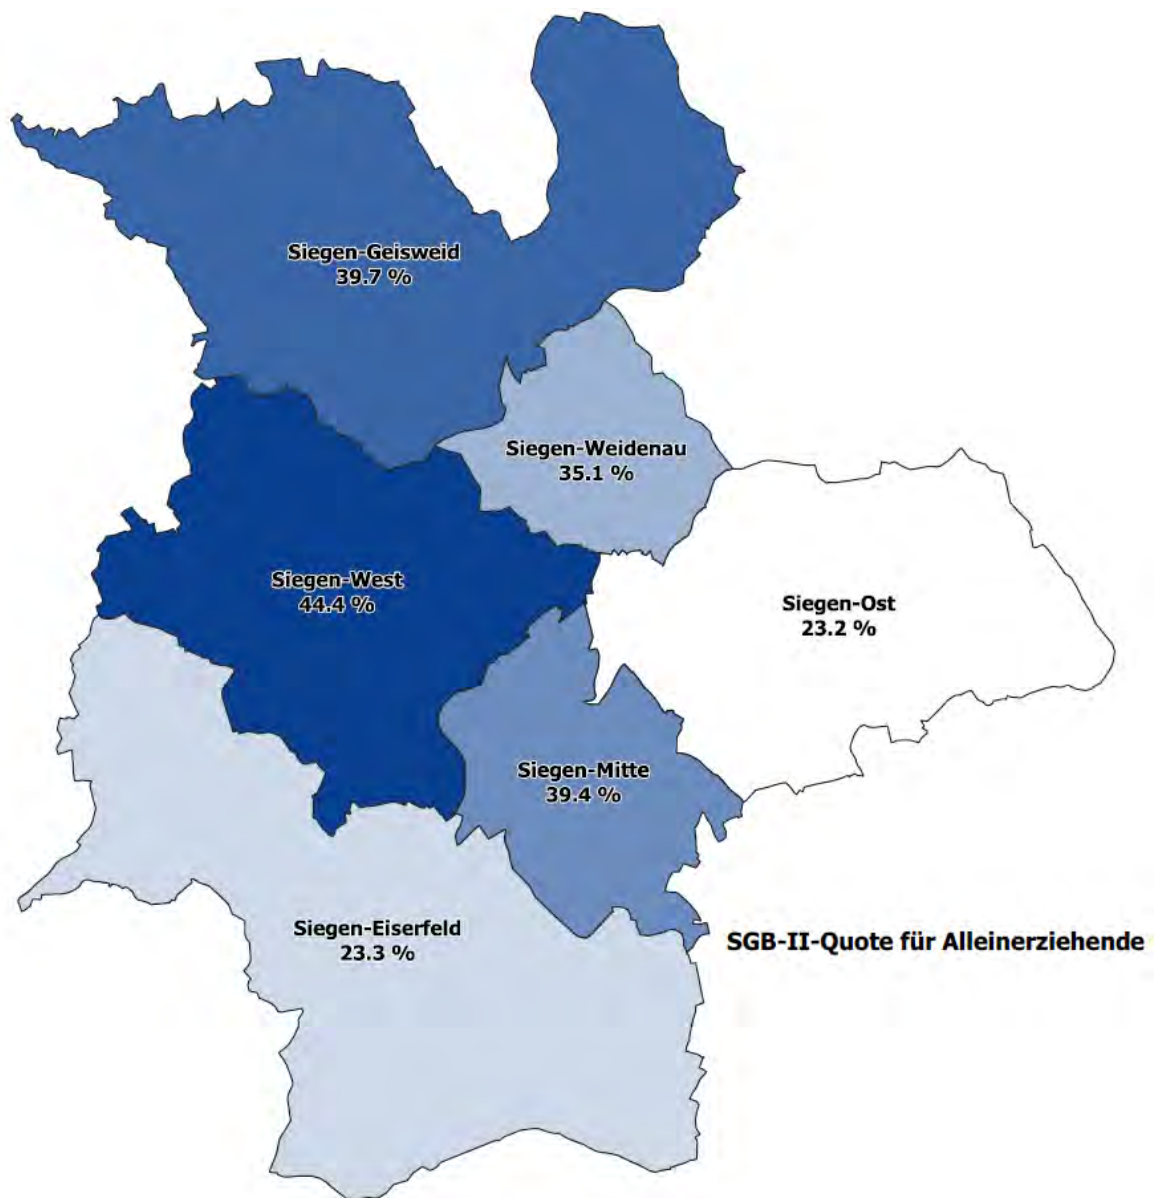 Siegen-Geisweid
39.7 %
Siegen-Weidenau
35.1 %
Siegen-West
44.4 %
Siegen-Ost
23.2 %
Siegen-Mitte
39.4 %
Siegen-Eiserfeld
23.3 %
SGB-II-Quote für Alleinerziehende